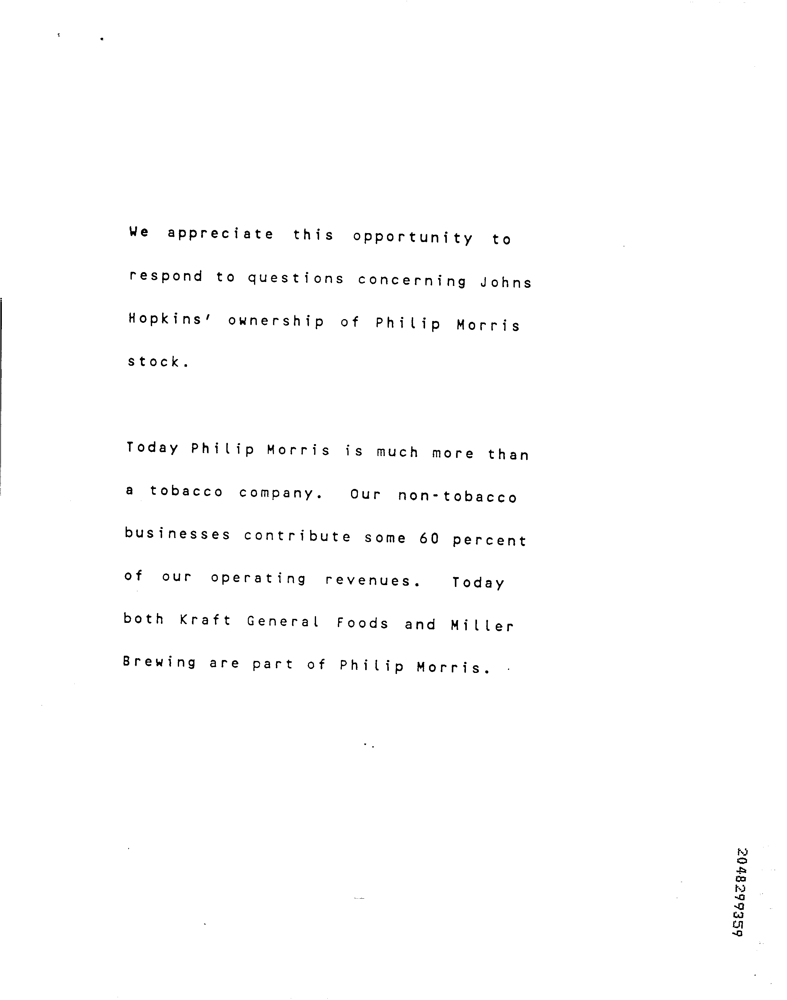 We appreciate this opportunity to
respond to questions concerning Johns
Hopkins' ownership of Philip Morris
stock.
Today Philip Morris is much more than
a tobacco company. Our non-tobacco
businesses contribute some 60 percent
of our operating revenues. Today
both Kraft General Foods and Miller
Brewing are part of Philip Morris.
2048299359